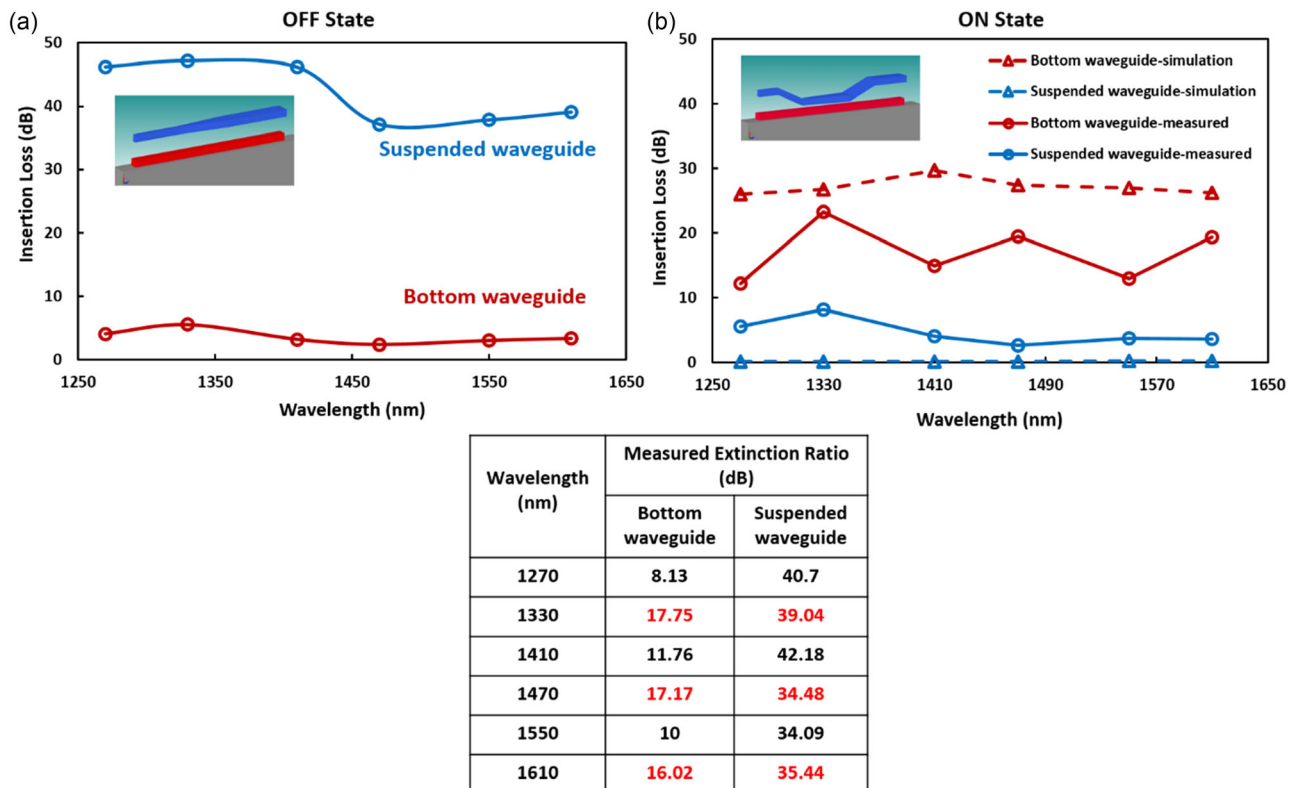 (a)
OFF State
50
40
30
20
10
0
Insertion Loss (dB)
Suspended waveguide
Bottom waveguide
1250
1350
1450
1550
1650
Wavelength (nm)
(b)
ON State
50
40
30
20
10
0
Insertion Loss (dB)
Bottom waveguide-simulation
Suspended waveguide-simulation
Bottom waveguide-measured
Suspended waveguide-measured
1250
1330
1410
1490
1570
1650
Wavelength (nm)
Wavelength
(nm)
Measured Extinction Ratio
(dB)
Bottom
waveguide
Suspended
waveguide
1270 8.13 40.7
1330 17.75 39.04
1410 11.76 42.18
1470 17.17 34.48
1550 10 34.09
1610 16.02 35.44